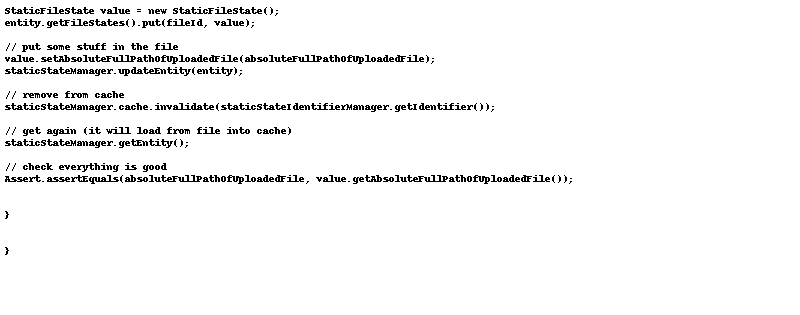 StaticFileState value = new StaticFileState();
entity.getFileStates().put(fileId, value);
// put some stuff in the file
value.setAbsoluteFullPathOfUploadedFile(absoluteFullPathOfUploadedFile);
staticStateManager.updateEntity(entity);
// remove from cache
staticStateManager.cache.invalidate(staticStateIdentifierManager.getIdentifier());
// get again (it will load from file into cache)
staticStateManager.getEntity();
// check everything is good
Assert.assertEquals(absoluteFullPathOfUploadedFile, value.getAbsoluteFullPathOfUploadedFile());
}
}